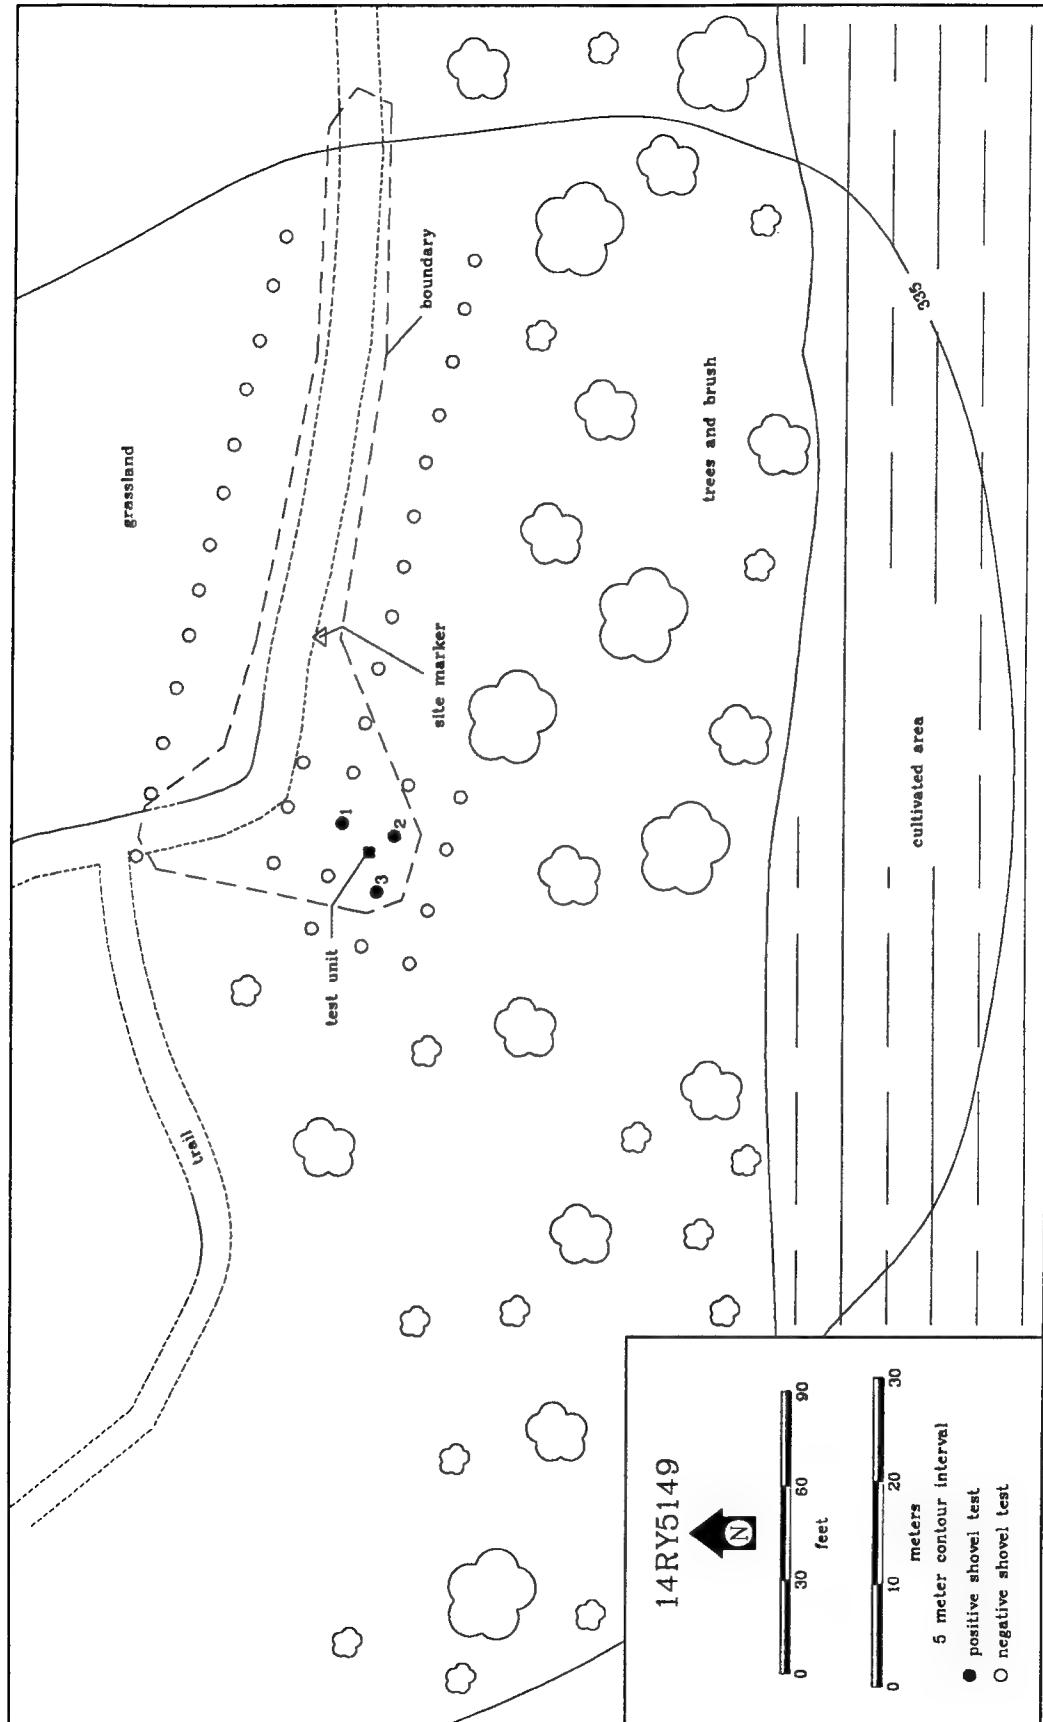 grassland
boundary
trees and brush
335
site marker
cultivated area
1
2
3
test unit
trail
14RY5149
N
0 30 60 90
feet
0 10 20 30
meters
5 meter contour interval
positive shovel test
negative shovel test